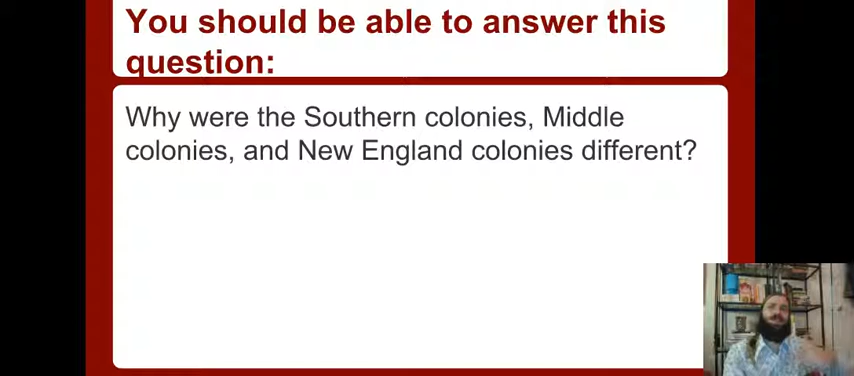 You should be able to answer this
question:
Why were the Southern colonies, Middle
colonies, and New England colonies different?